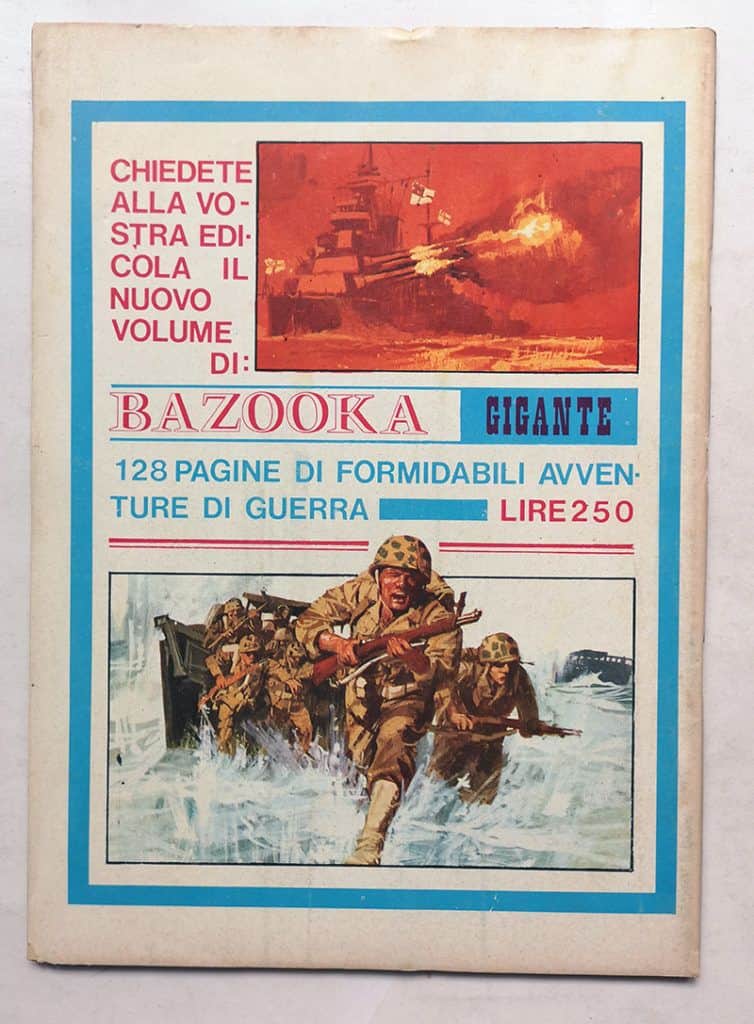 CHIEDETE
ALLA VO-
STRA EDI-
COLA IL
NUOVO
VOLUME
DI:
BAZOOKA GIGANTE
128 PAGINE DI FORMIDABILI AVVEN-
TURE DI GUERRA LIRE 250